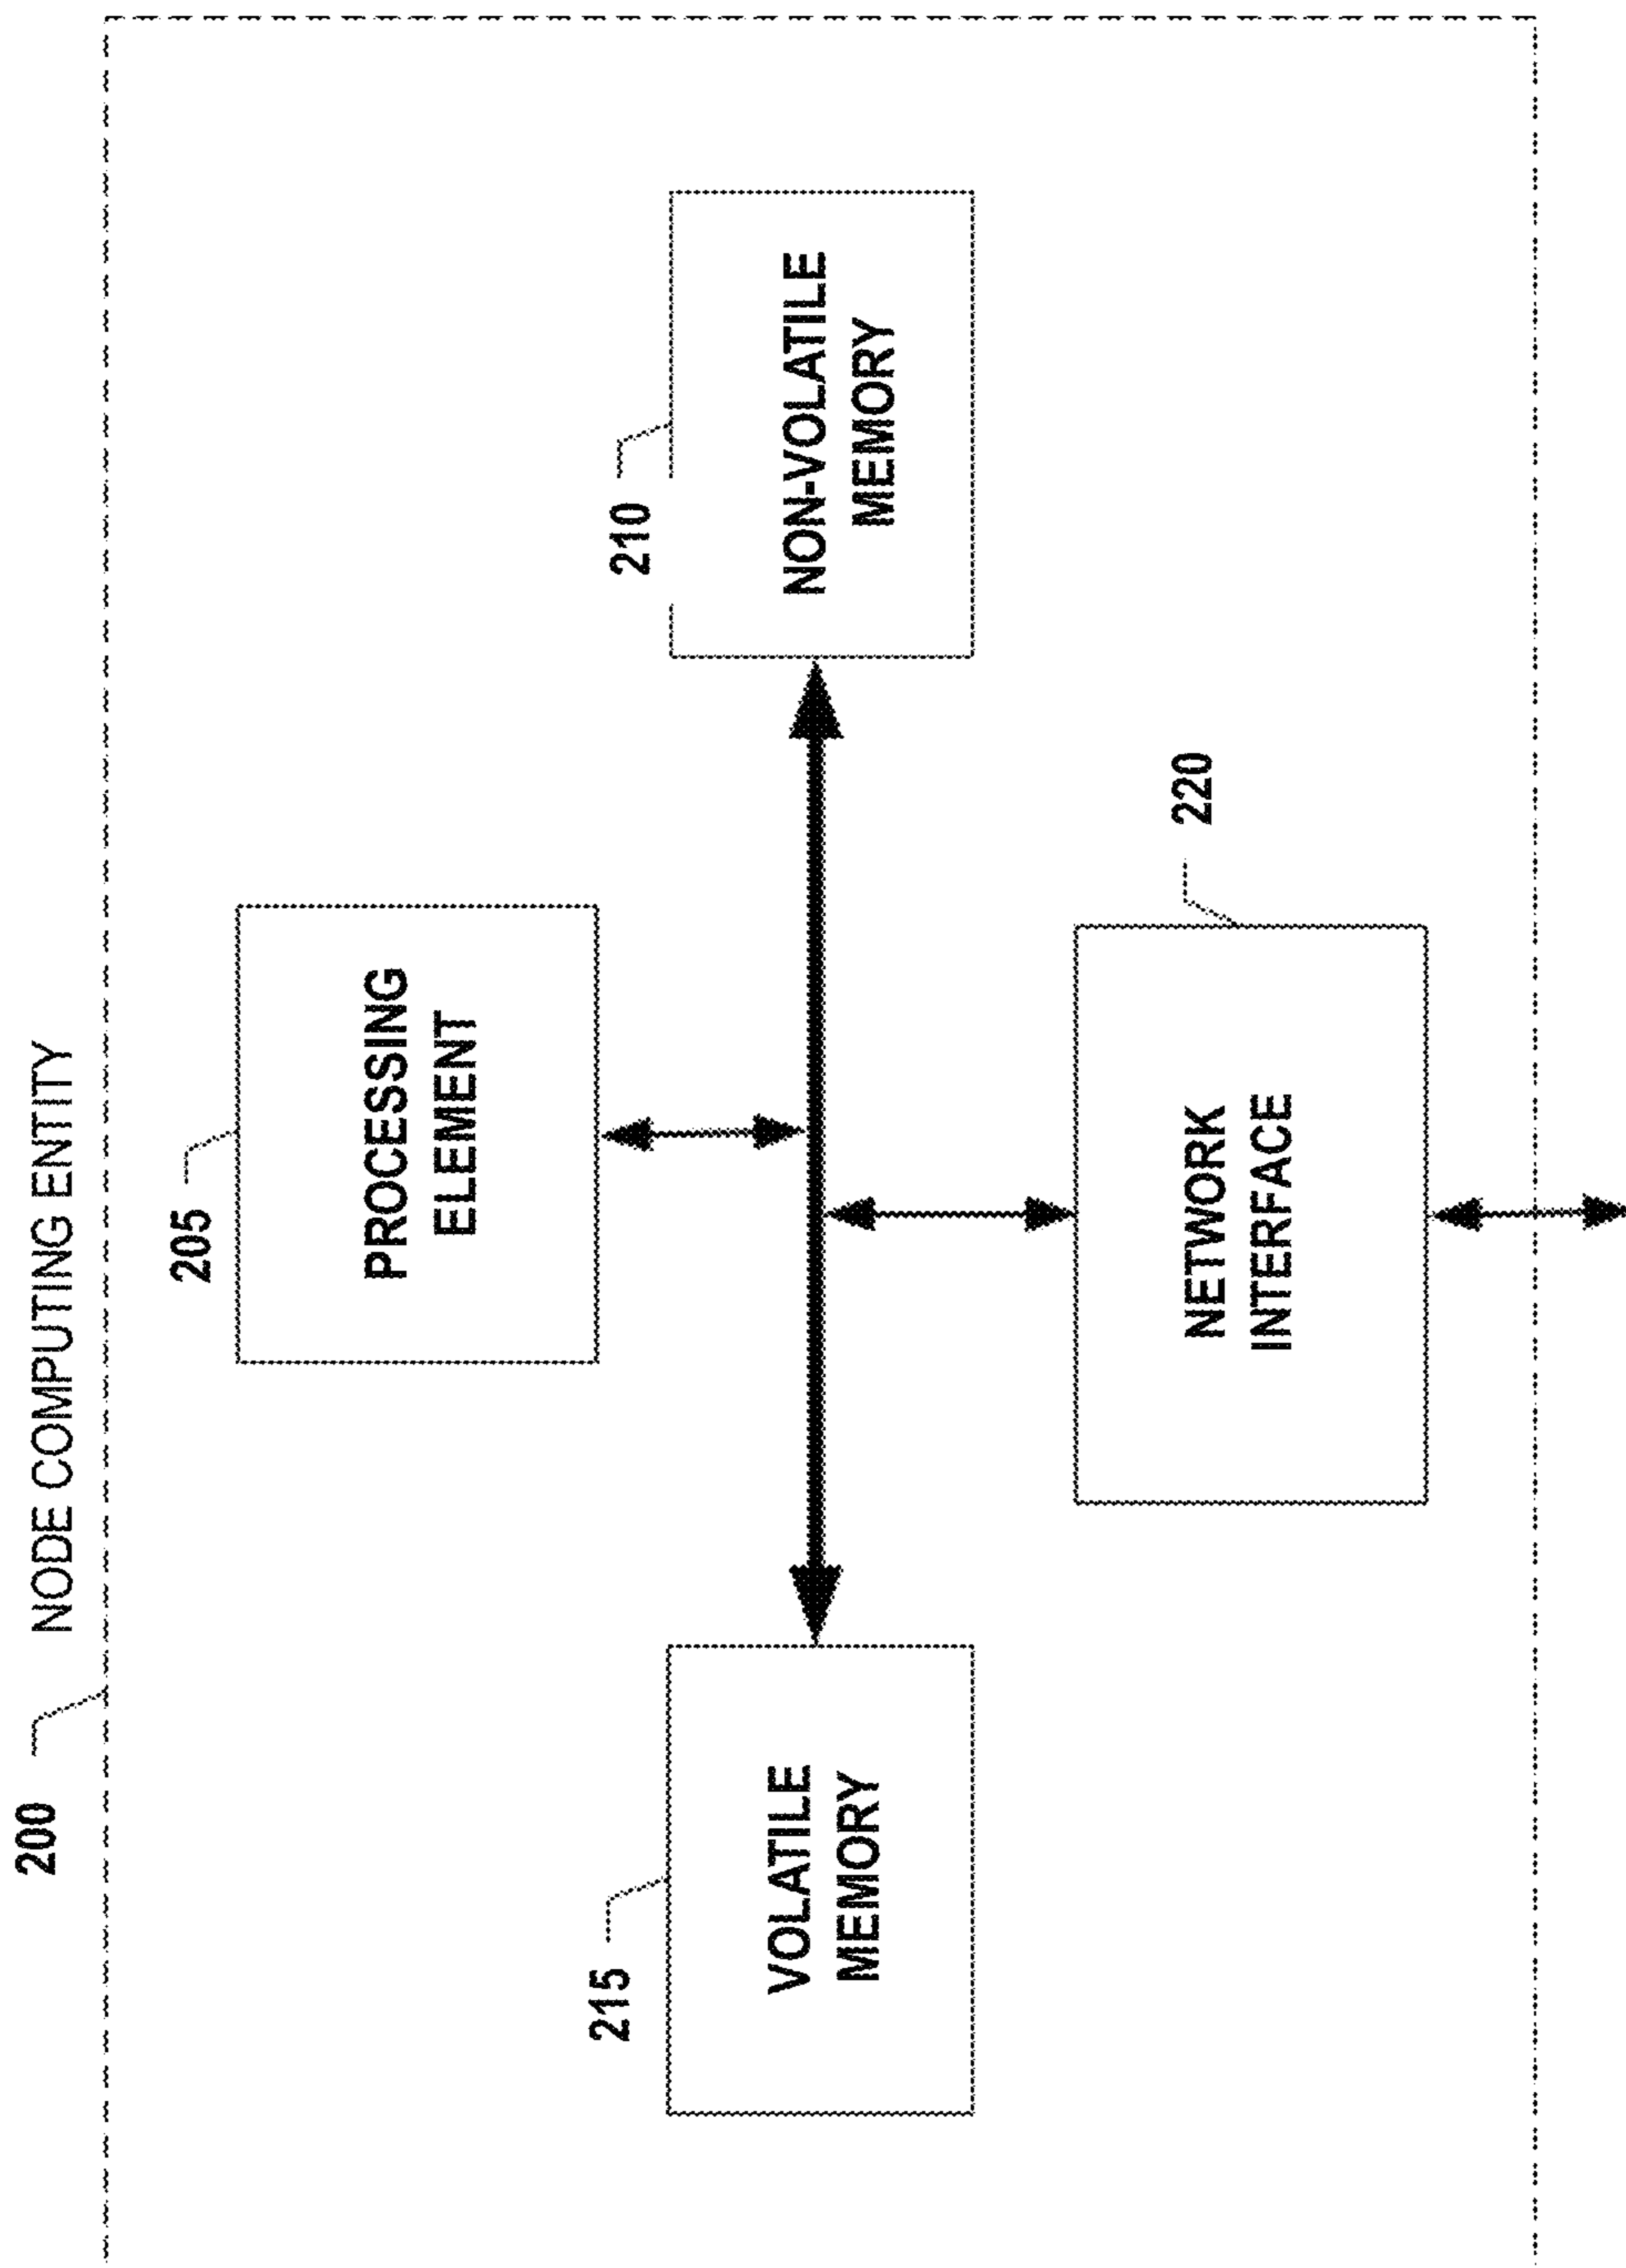 200
NODE COMPUTING ENTITY
205
PROCESSING
ELEMENT
215
VOLATILE
MEMORY
210
NON-VOLATILE
MEMORY
220
NETWORK
INTERFACE